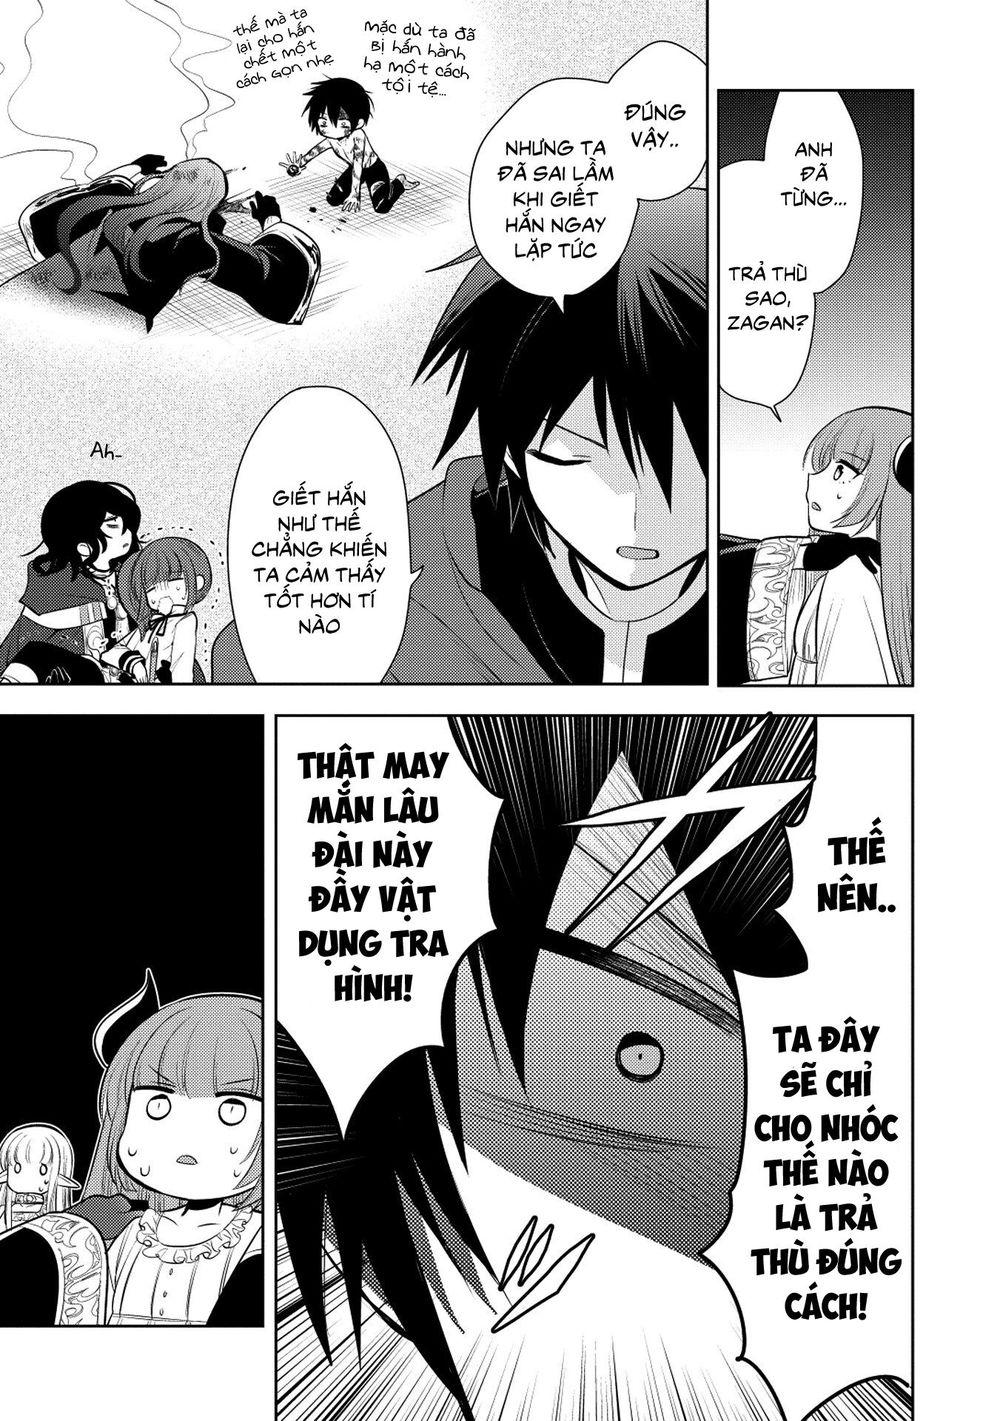 ANH
ĐÃ
TỪNG...
TRẢ THÙ
SAO,
ZAGAN?
ĐÚNG
VẬY..
NHƯNG TA
ĐÃ SAI LẦM
KHI GIẾT
HẮN NGAY
LẶP TỨC
mặc dù ta đã
bị hắn hành
hạ một cách
tội tệ...
thế mà ta
lại cho hắn
chết một
cách gọn nhẹ
GIẾT HẮN
NHƯ THẾ
CHẲNG KHIẾN
TA CẢM THẤY
TỐT HƠN TÍ
NÀO
Ah-
THẾ
NÊN..
TA ĐÂY
SẼ CHỈ
CHO NHÓC
THẾ NÀO
LÀ TRẢ
THÙ ĐÚNG
CÁCH!
THẬT MAY
MẮN LÂU
ĐÀI NÀY
ĐẦY VẬT
DỤNG TRA
HÌNH!